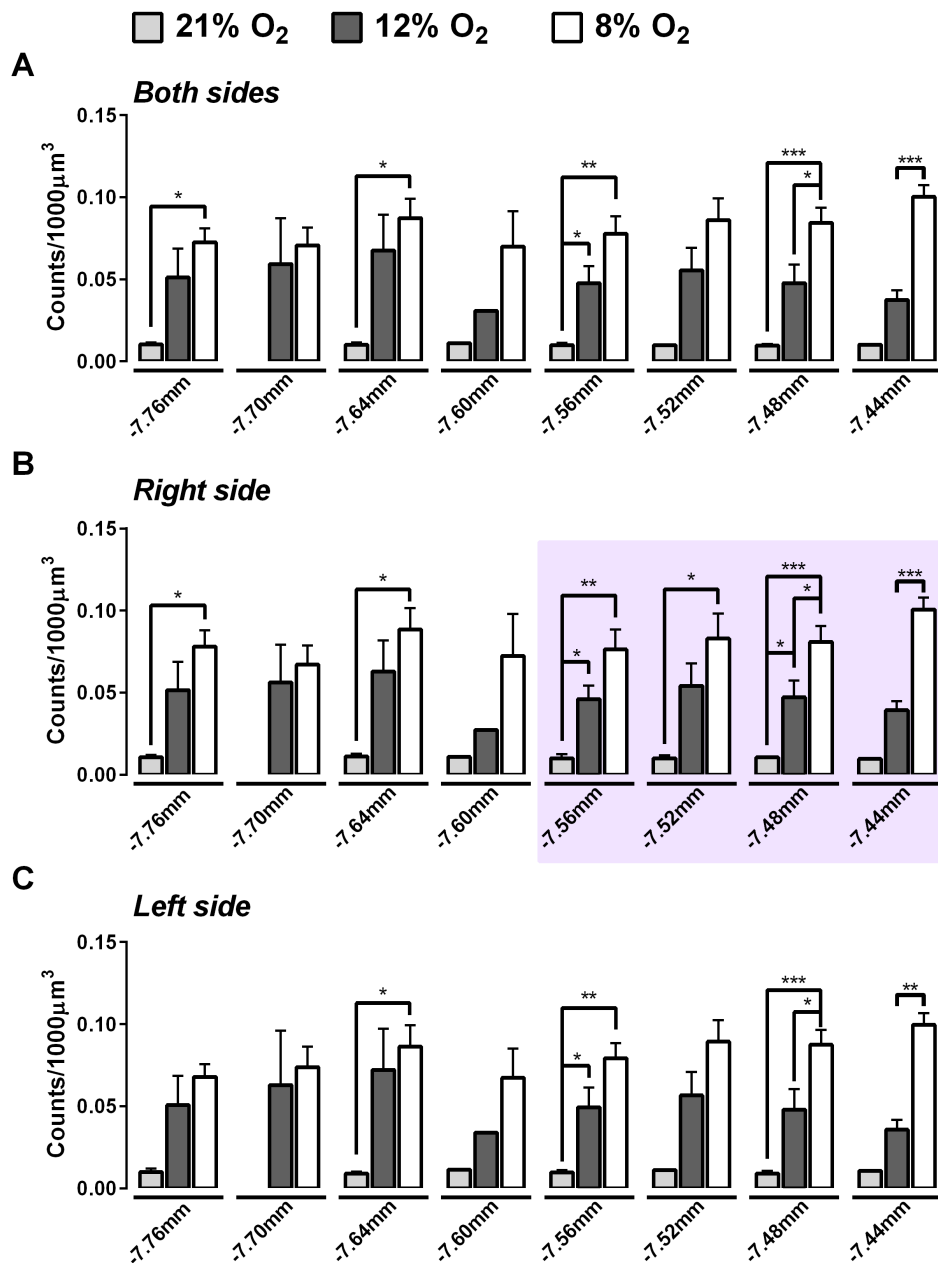 21% O₂ 12% O₂ 8% O₂
A
Both sides
Counts/1000μm³
0.15
0.10
0.05
0.00
* * ** * *** * ***
-7.76mm -7.70mm -7.64mm -7.60mm -7.56mm -7.52mm -7.48mm -7.44mm
B
Right side
Counts/1000μm³
0.15
0.10
0.05
0.00
* * ** * * *** * * ***
-7.76mm -7.70mm -7.64mm -7.60mm -7.56mm -7.52mm -7.48mm -7.44mm
C
Left side
Counts/1000μm³
0.15
0.10
0.05
0.00
* ** * *** * **
-7.76mm -7.70mm -7.64mm -7.60mm -7.56mm -7.52mm -7.48mm -7.44mm